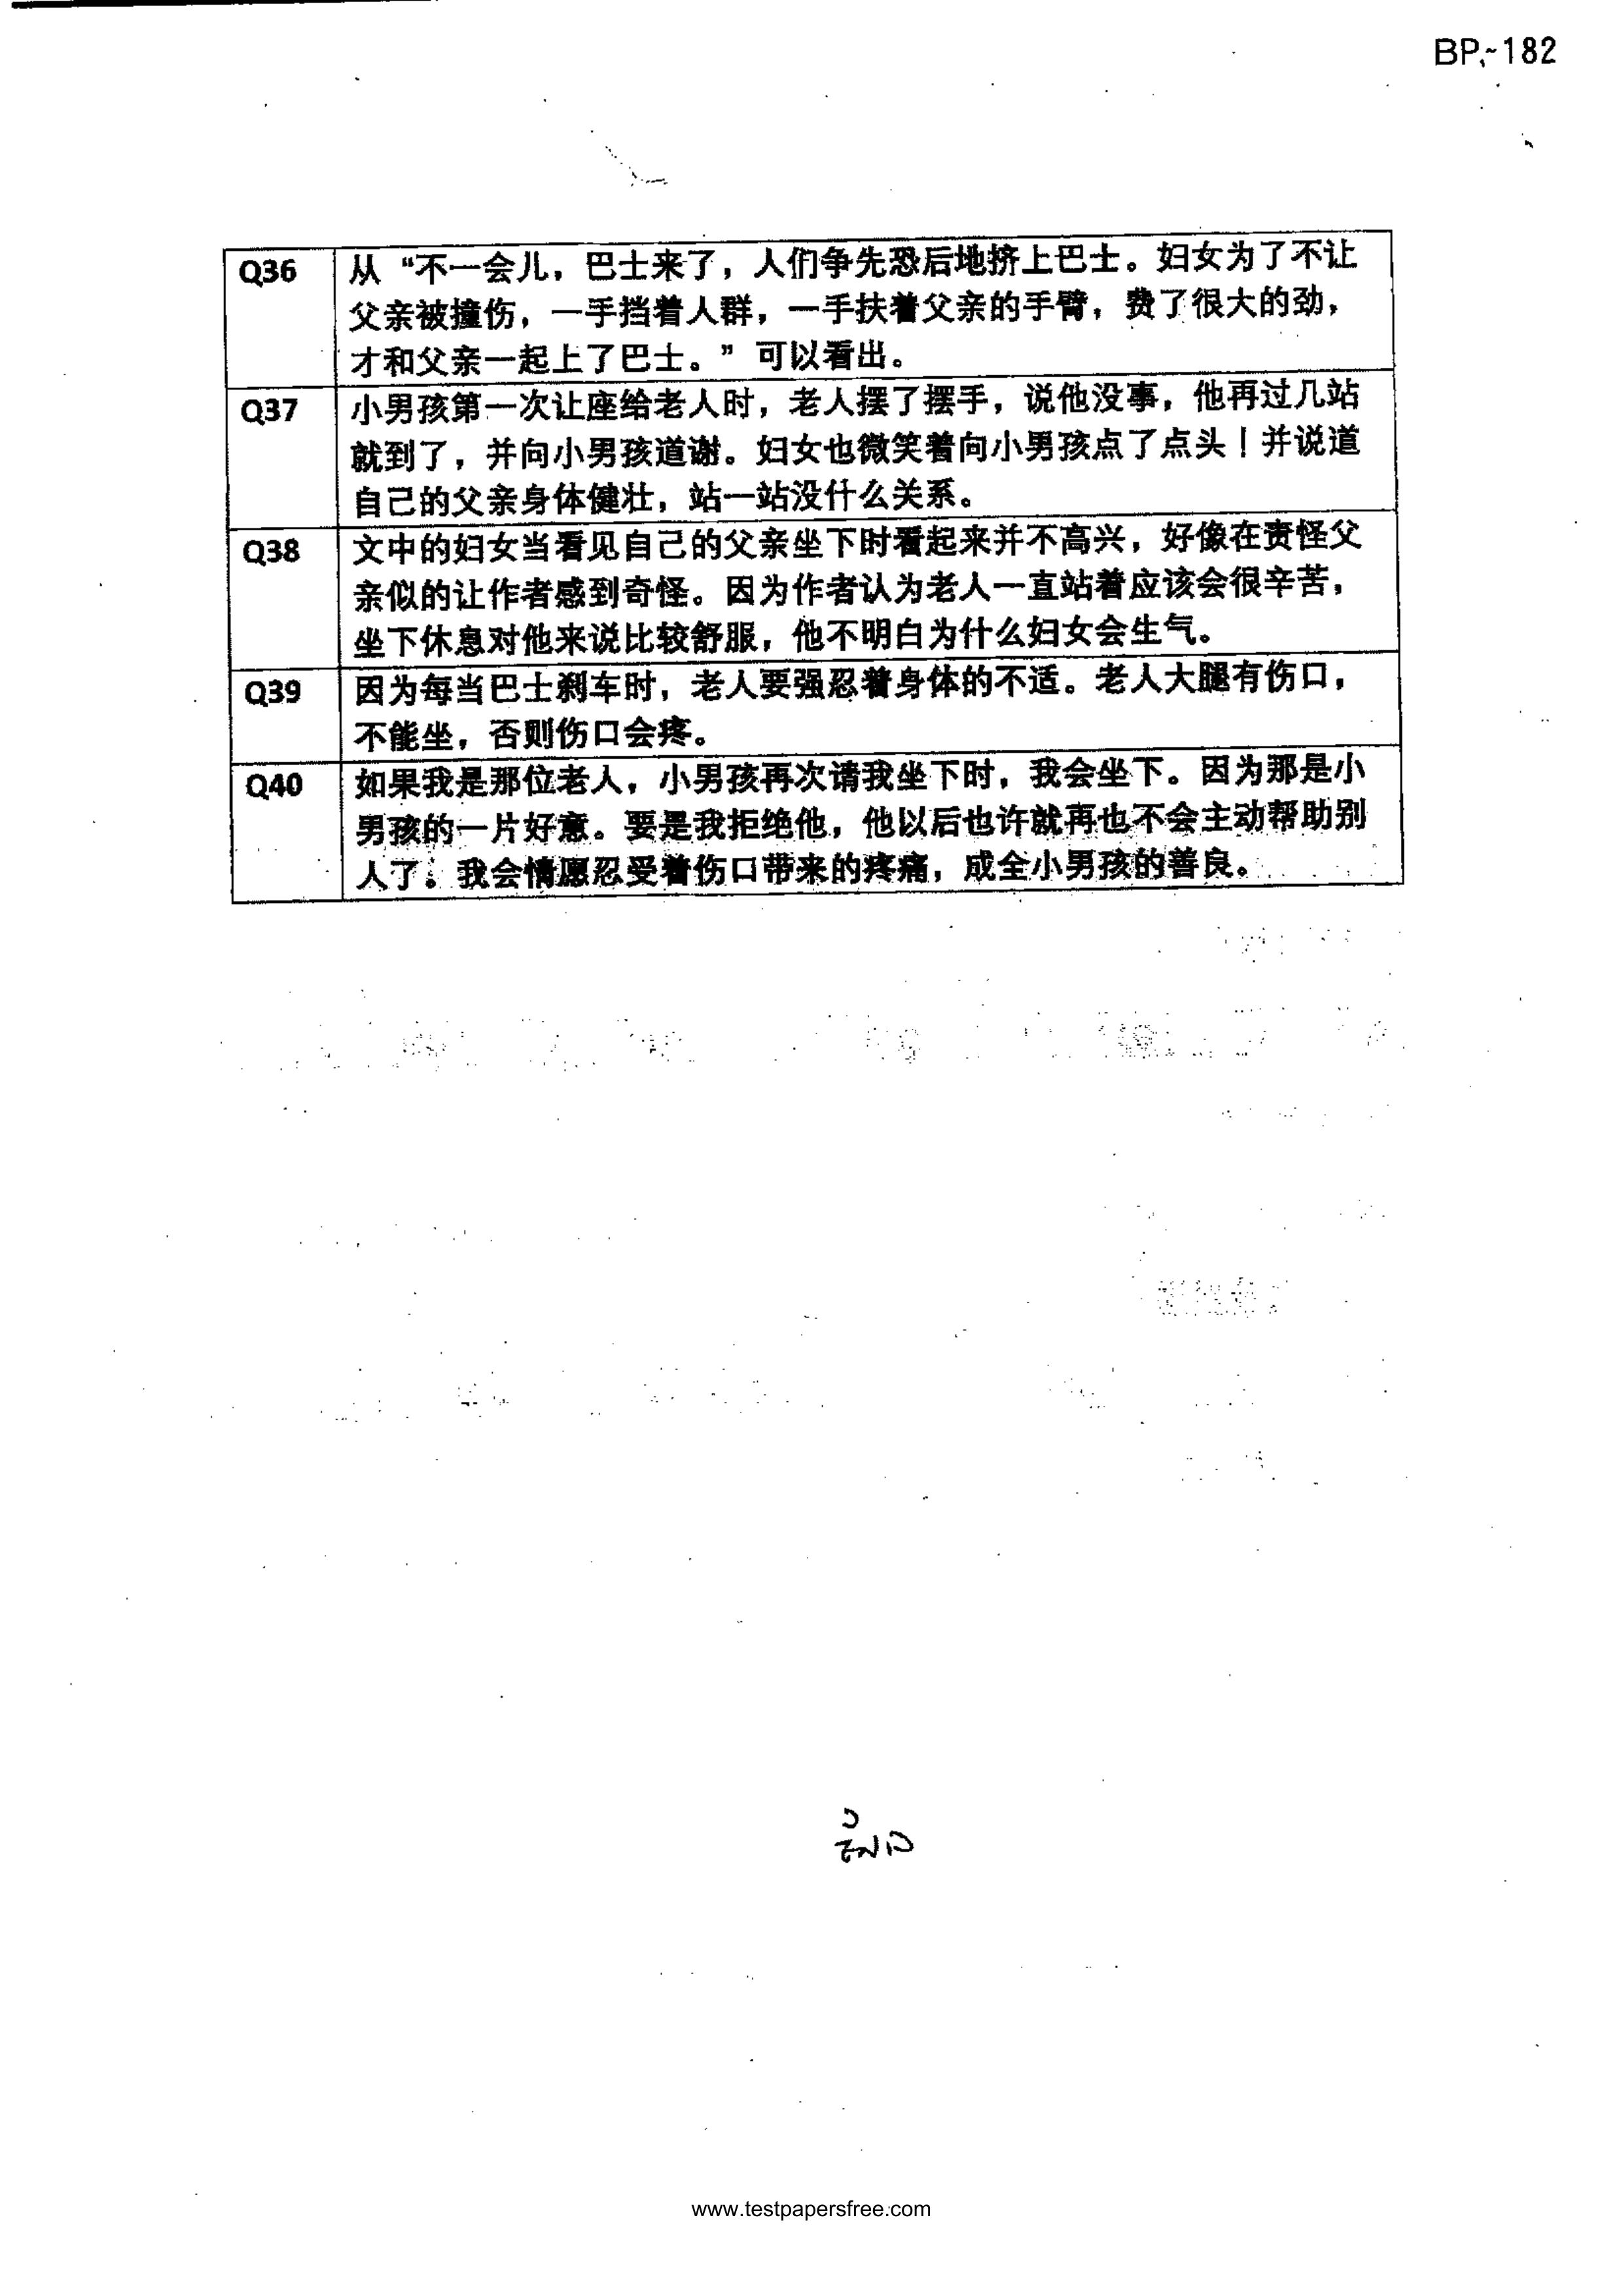 BP-182
Q36 从“不一会儿，巴士来了，人们争先恐后地挤上巴士。妇女为了不让
父亲被撞伤，一手挡着人群，一手扶着父亲的手臂，费了很大的劲，
才和父亲一起上了巴士。”可以看出。
Q37 小男孩第一次让座给老人时，老人摆了摆手，说他没事，他再过几站
就到了，并向小男孩道谢。妇女也微笑着向小男孩点了点头！并说道
自己的父亲身体健壮，站一站没什么关系。
Q38 文中的妇女当看见自己的父亲坐下时看起来并不高兴，好像在责怪父
亲似的让作者感到奇怪。因为作者认为老人一直站着应该会很辛苦，
坐下休息对他来说比较舒服，他不明白为什么妇女会生气。
Q39 因为每当巴士刹车时，老人要强忍着身体的不适。老人大腿有伤口，
不能坐，否则伤口会疼。
Q40 如果我是那位老人，小男孩再次请我坐下时，我会坐下。因为那是小
男孩的一片好意。要是我拒绝他，他以后也许就再也不会主动帮助别
人了。我会情愿忍受着伤口带来的疼痛，成全小男孩的善良。
END
www.testpapersfree.com